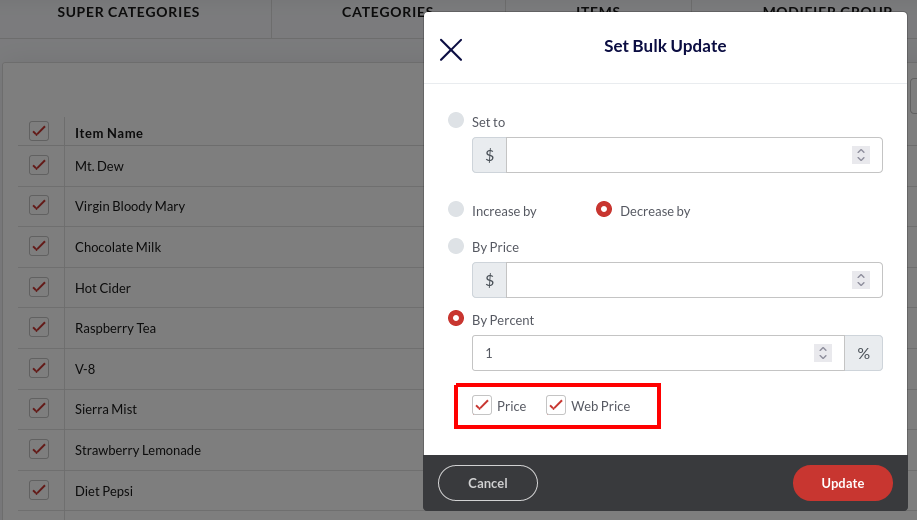 SUPER CATEGORIES CATEGORIES ITEMS MODIFIER GROUP
Set Bulk Update
Item Name
Mt. Dew
Virgin Bloody Mary
Chocolate Milk
Hot Cider
Raspberry Tea
V-8
Sierra Mist
Strawberry Lemonade
Diet Pepsi
Set to
$
Increase by Decrease by
By Price
$
By Percent
1 %
Price Web Price
Cancel Update